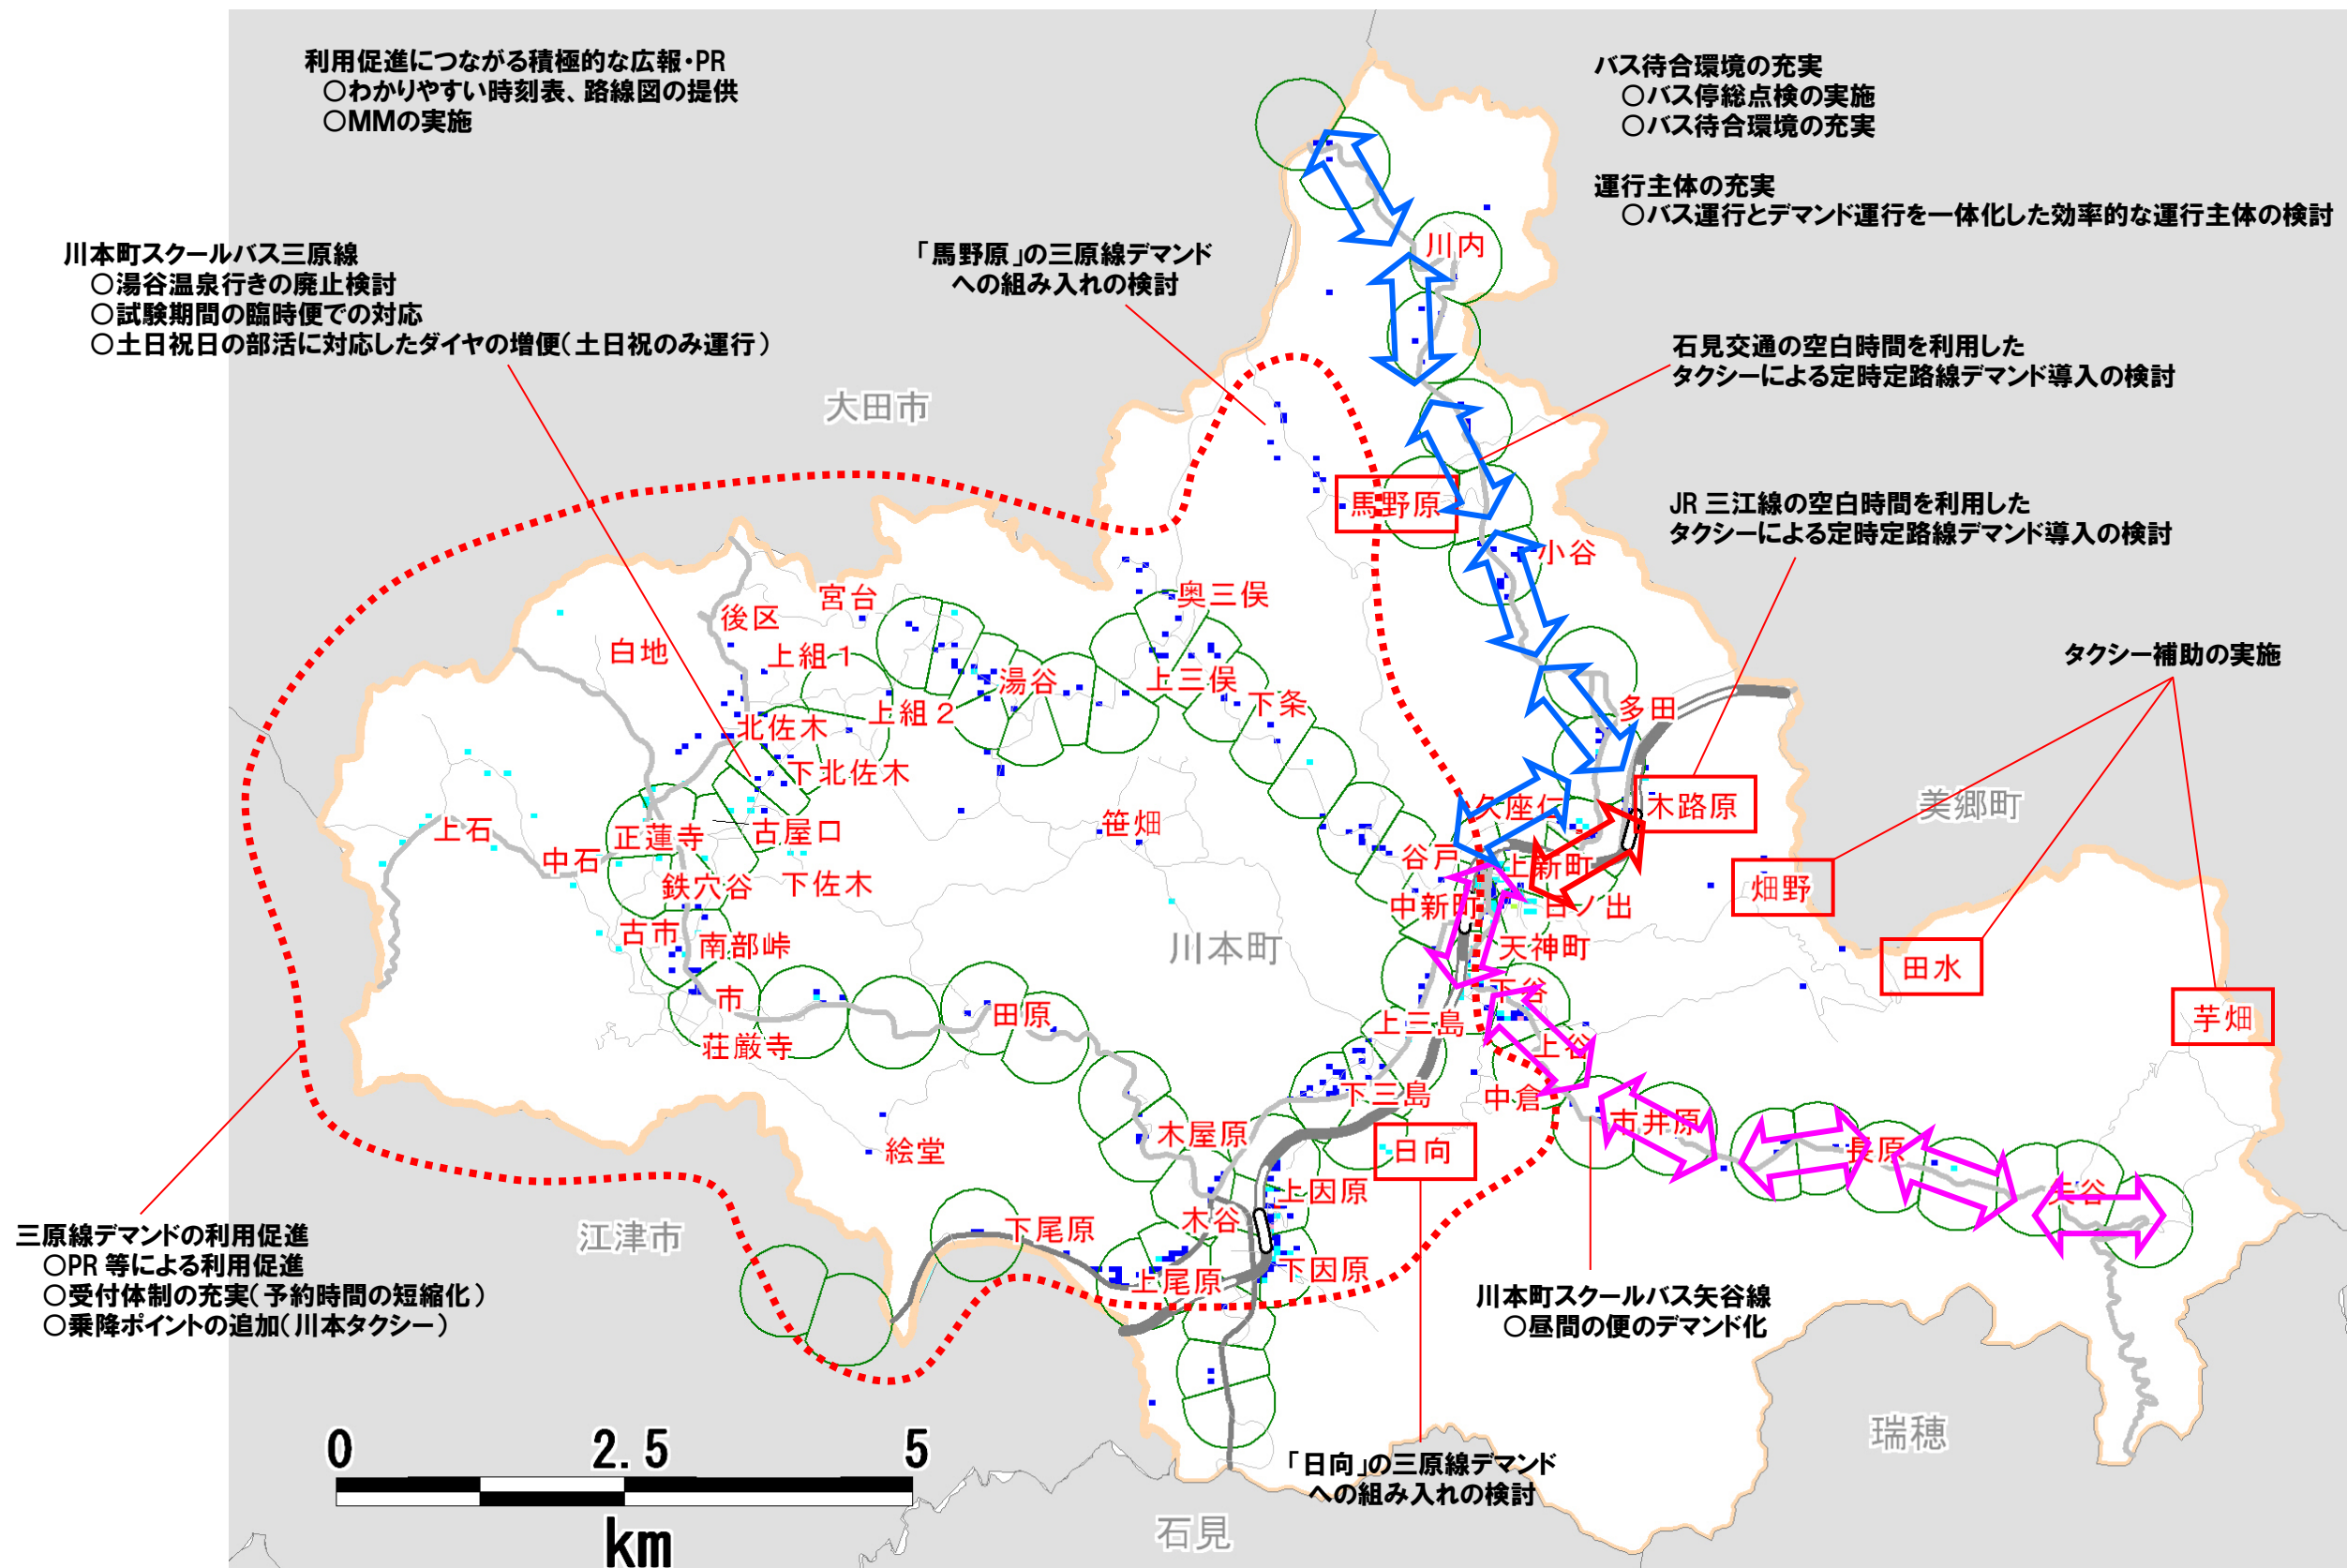 利用促進につながる積極的な広報・PR
○わかりやすい時刻表、路線図の提供
○MMの実施
バス待合環境の充実
○バス停総点検の実施
○バス待合環境の充実
運行主体の充実
○バス運行とデマンド運行を一体化した効率的な運行主体の検討
川本町スクールバス三原線
○湯谷温泉行きの廃止検討
○試験期間の臨時便での対応
○土日祝日の部活に対応したダイヤの増便（土日祝のみ運行）
「馬野原」の三原線デマンド
への組み入れの検討
川内
石見交通の空白時間を利用した
タクシーによる定時定路線デマンド導入の検討
大田市
馬野原
JR 三江線の空白時間を利用した
タクシーによる定時定路線デマンド導入の検討
小谷
奥三俣
宮台
後区
白地
上組１
タクシー補助の実施
湯谷
上三俣
下条
上組２
多田
北佐木
下北佐木
久座仁
木路原
美郷町
上石
正蓮寺
古屋口
笹畑
中石
谷戸
上新町
鉄穴谷
下佐木
畑野
中新町
日ノ出
古市
南部峠
川本町
天神町
田水
市
田原
下谷
芋畑
上三島
荘厳寺
上谷
下三島
中倉
市井原
木屋原
絵堂
日向
長原
上因原
矢谷
木谷
下尾原
江津市
三原線デマンドの利用促進
○PR 等による利用促進
○受付体制の充実（予約時間の短縮化）
○乗降ポイントの追加（川本タクシー）
上尾原
下因原
川本町スクールバス矢谷線
○昼間の便のデマンド化
瑞穂
「日向」の三原線デマンド
への組み入れの検討
0 2.5 5
km
石見